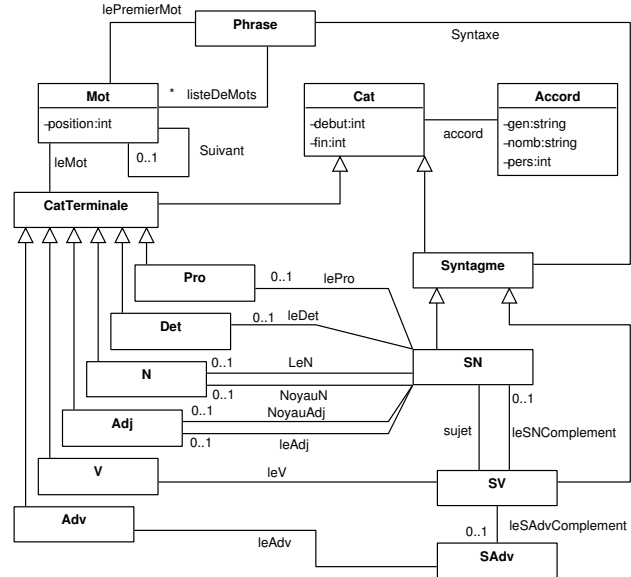 lePremierMot
Phrase
Syntaxe
* listeDeMots
Mot
-position:int
Cat
-debut:int
-fin:int
Accord
-gen:string
-nomb:string
-pers:int
accord
leMot
0..1
Suivant
CatTerminale
Syntagme
Pro
0..1
lePro
Det
0..1
leDet
N
0..1
LeN
0..1
NoyauN
SN
Adj
0..1
NoyauAdj
0..1
leAdj
0..1
sujet
leSNComplement
V
leV
SV
Adv
leAdv
0..1
leSAdvComplement
SAdv